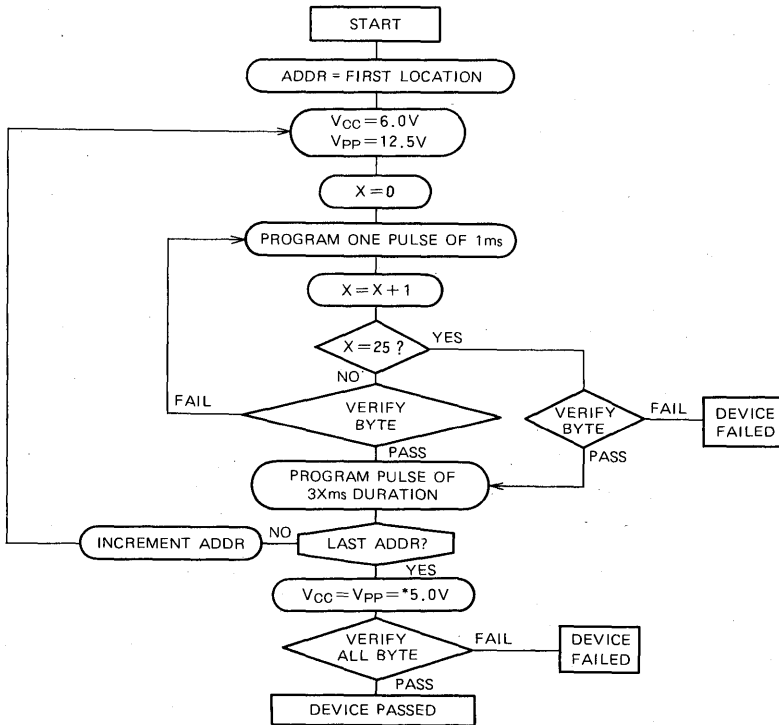 START
ADDR = FIRST LOCATION
VCC = 6.0V
VPP = 12.5V
X = 0
PROGRAM ONE PULSE OF 1ms
X = X + 1
X = 25 ?
YES
NO
FAIL
VERIFY
BYTE
PASS
VERIFY
BYTE
FAIL
PASS
DEVICE
FAILED
PROGRAM PULSE OF
3Xms DURATION
LAST ADDR?
NO
INCREMENT ADDR
YES
VCC = VPP = *5.0V
VERIFY
ALL BYTE
FAIL
DEVICE
FAILED
PASS
DEVICE PASSED